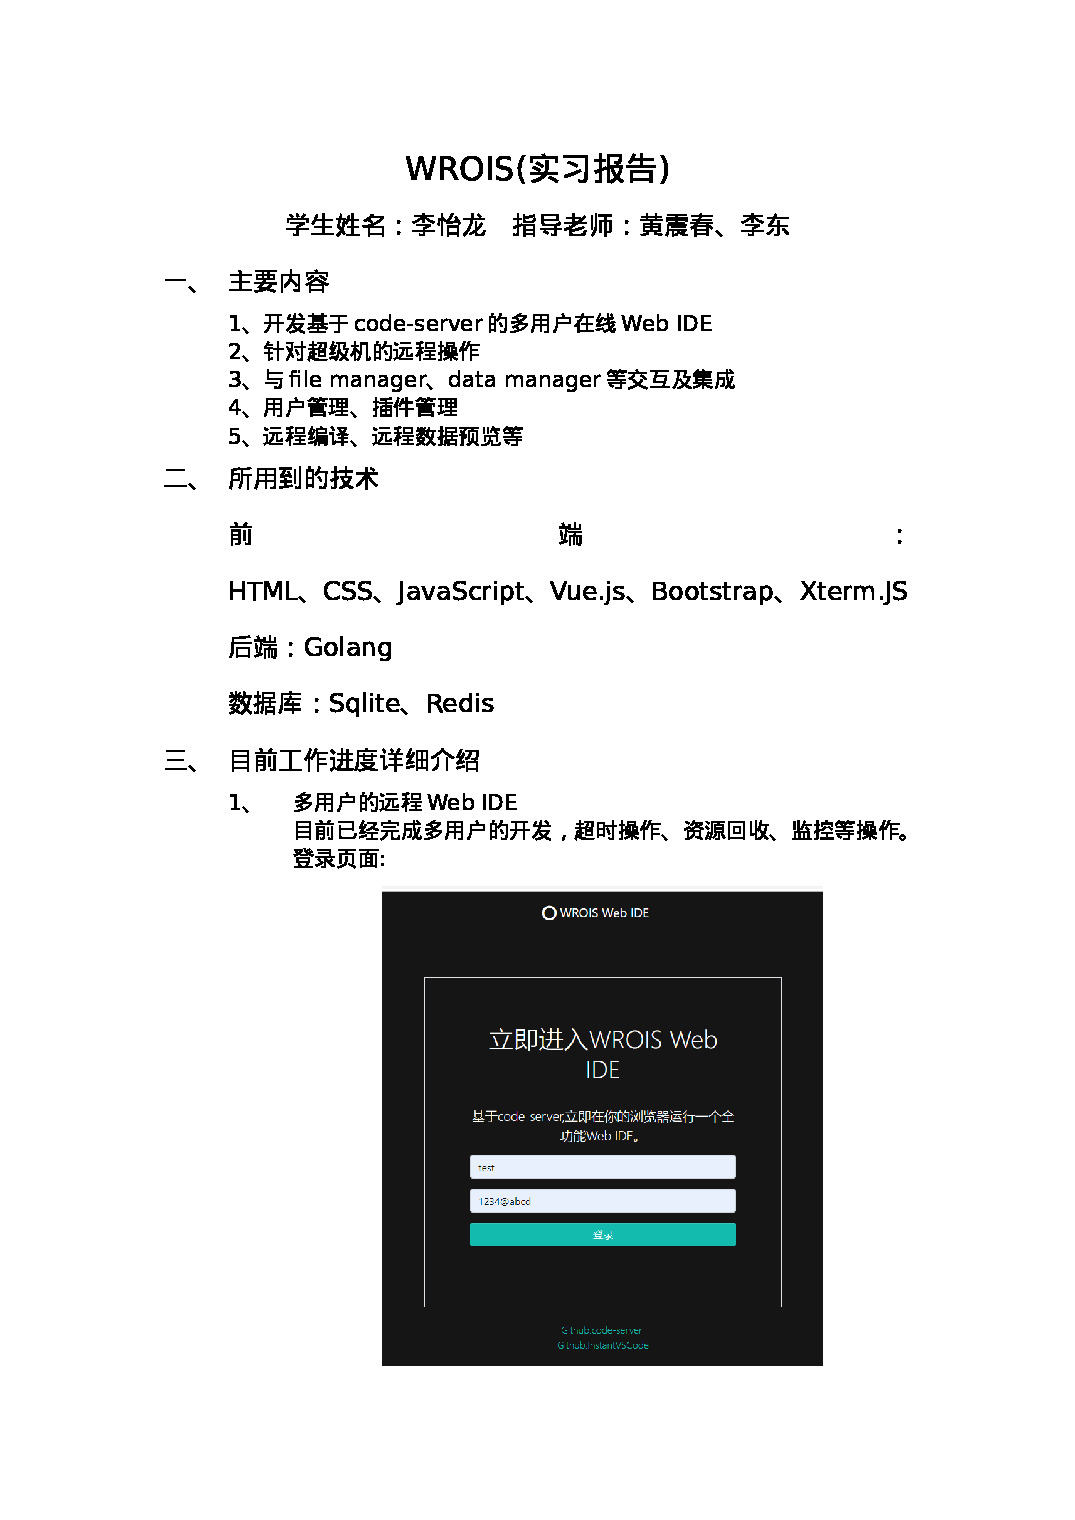 WROIS(实习报告)
学生姓名：李怡龙　指导老师：黄震春、李东
一、 主要内容
1、开发基于 code-server 的多用户在线 Web IDE
2、针对超级机的远程操作
3、与 file manager、data manager 等交互及集成
4、用户管理、插件管理
5、远程编译、远程数据预览等
二、 所用到的技术
前 端 ：
HTML、CSS、JavaScript、Vue.js、Bootstrap、Xterm.JS
后端：Golang
数据库：Sqlite、Redis
三、 目前工作进度详细介绍
1、 多用户的远程 Web IDE
目前已经完成多用户的开发，超时操作、资源回收、监控等操作。
登录页面:
WROIS Web IDE
立即进入WROIS Web
IDE
基于code server,立即在你的浏览器运行一个全
功能Web IDE。
test
1234@abcd
登录
Github:code-server
Github:InstantVSCode